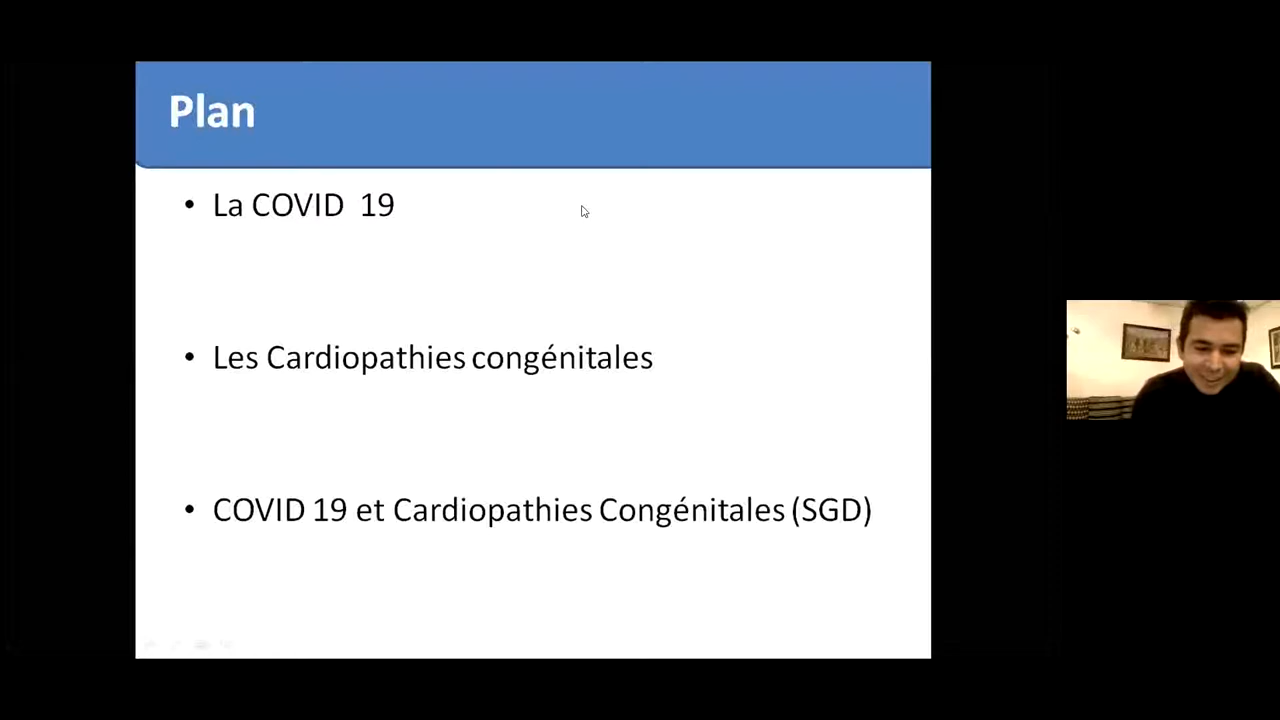 Plan
• La COVID 19
• Les Cardiopathies congénitales
• COVID 19 et Cardiopathies Congénitales (SGD)